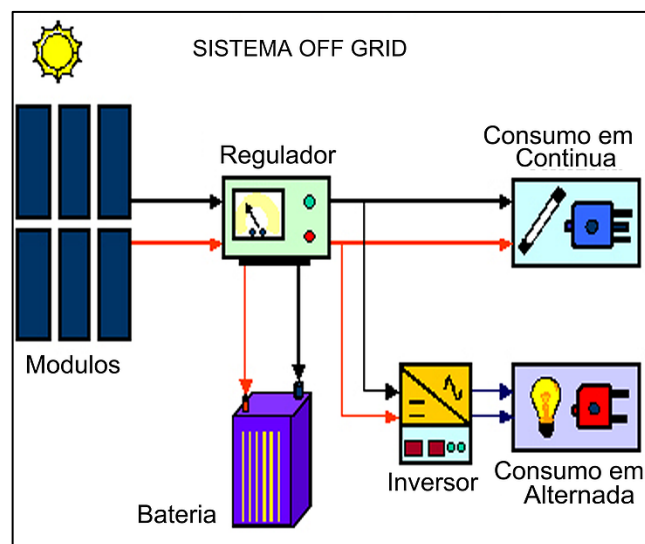 SISTEMA OFF GRID
Regulador
Consumo em
Continua
Modulos
Bateria
Inversor
Consumo em
Alternada